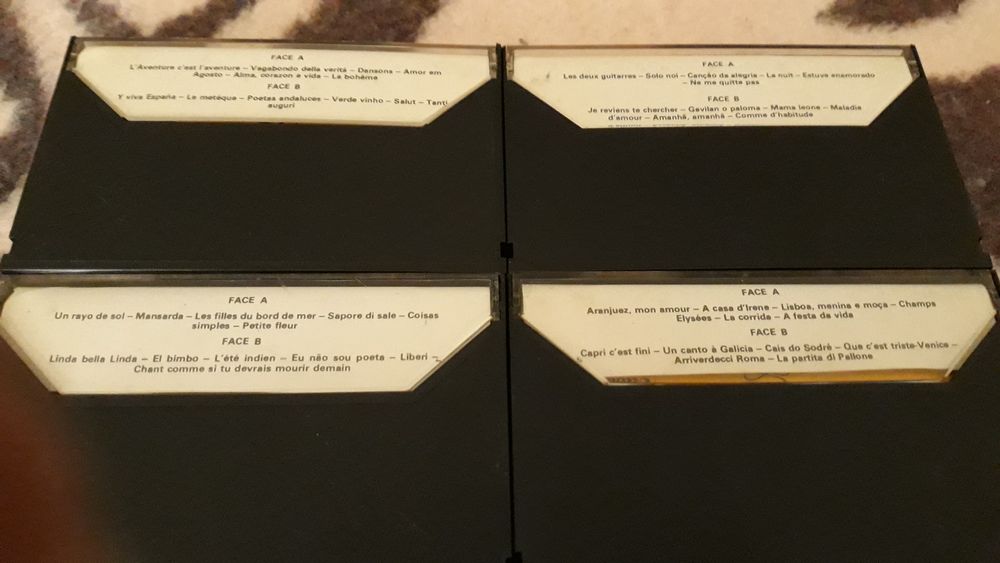 FACE A
L'Aventure c'est l'aventure – Vagabondo della verità – Dansons – Amor em
Agosto – Alma, corazon e vida – La bohème
FACE B
Y viva España – Le metéque – Poetas andaluces – Verde vinho – Salut – Tanti
auguri
FACE A
Les deux guitarres – Solo noi – Canção da alegria – La nuit – Estuve enamorado
– Ne me quitte pas
FACE B
Je reviens te chercher – Gavilan o paloma – Mama leone – Maladie
d'amour – Amanhã, amanhã – Comme d'habitude
FACE A
Un rayo de sol – Mansarda – Les filles du bord de mer – Sapore di sale – Coisas
simples – Petite fleur
FACE B
Linda bella Linda – El bimbo – L'été indien – Eu não sou poeta – Liberi –
Chant comme si tu devrais mourir demain
FACE A
Aranjuez, mon amour – A casa d'Irene – Lisboa, menina e moça – Champs
Elysées – La corrida – A festa da vida
FACE B
Capri c'est fini – Un canto à Galicia – Cais do Sodré – Que c'est triste-Venice –
Arriverdecci Roma – La partita di Pallone